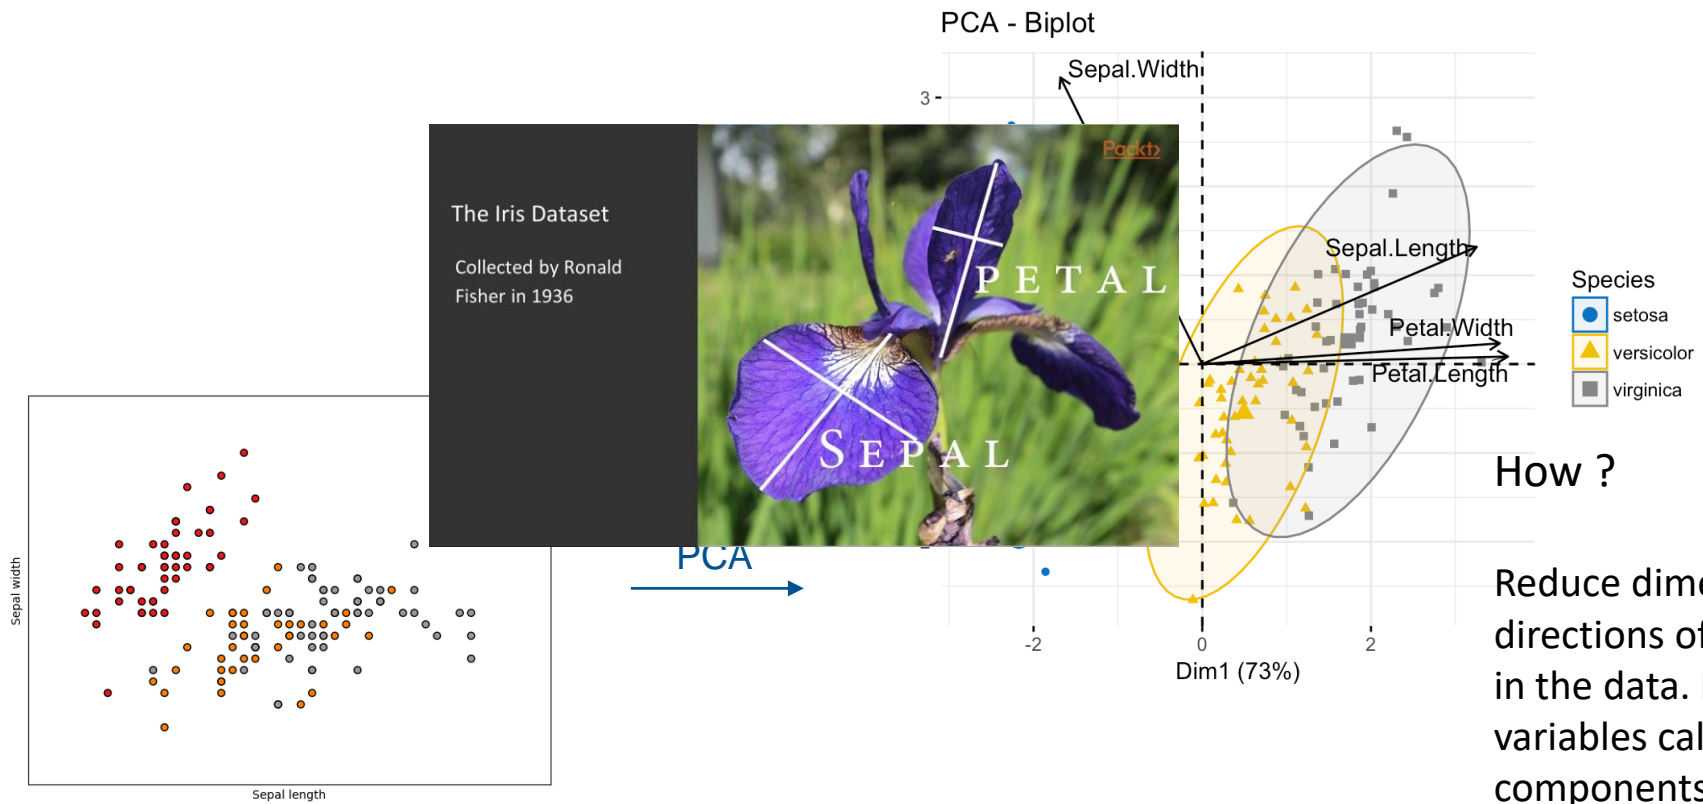 PCA - Biplot
Sepal.Width
3
Packt>
The Iris Dataset
Collected by Ronald
Fisher in 1936
PETAL
SEPAL
Sepal.Length
Petal.Width
Petal.Length
Species
setosa
versicolor
virginica
How ?
PCA
Reduce
directions of
in the data.
variables
components
-2 0 2
Dim1 (73%)
Sepal width
Sepal length